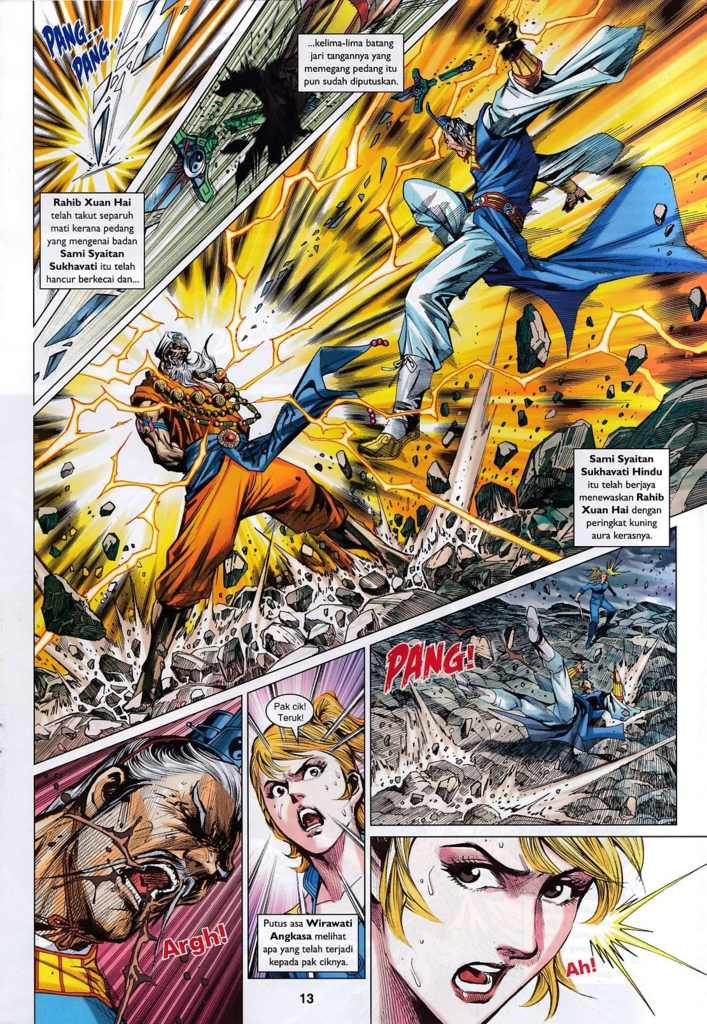 PANG...
PANG..
...kelima-lima batang
jari tangannya yang
memegang pedang itu
pun sudah diputuskan.
Rahib Xuan Hai
telah takut separuh
mati kerana pedang
yang mengenai badan
Sami Syaitan
Sukhavati itu telah
hancur berkecai dan...
Sami Syaitan
Sukhavati Hindu
itu telah berjaya
menewaskan Rahib
Xuan Hai dengan
peringkat kuning
aura kerasnya.
PANG!
Pak cik!
Teruk!
Argh!
Putus asa Wirawati
Angkasa melihat
apa yang telah terjadi
kepada pak ciknya.
Ah!
13